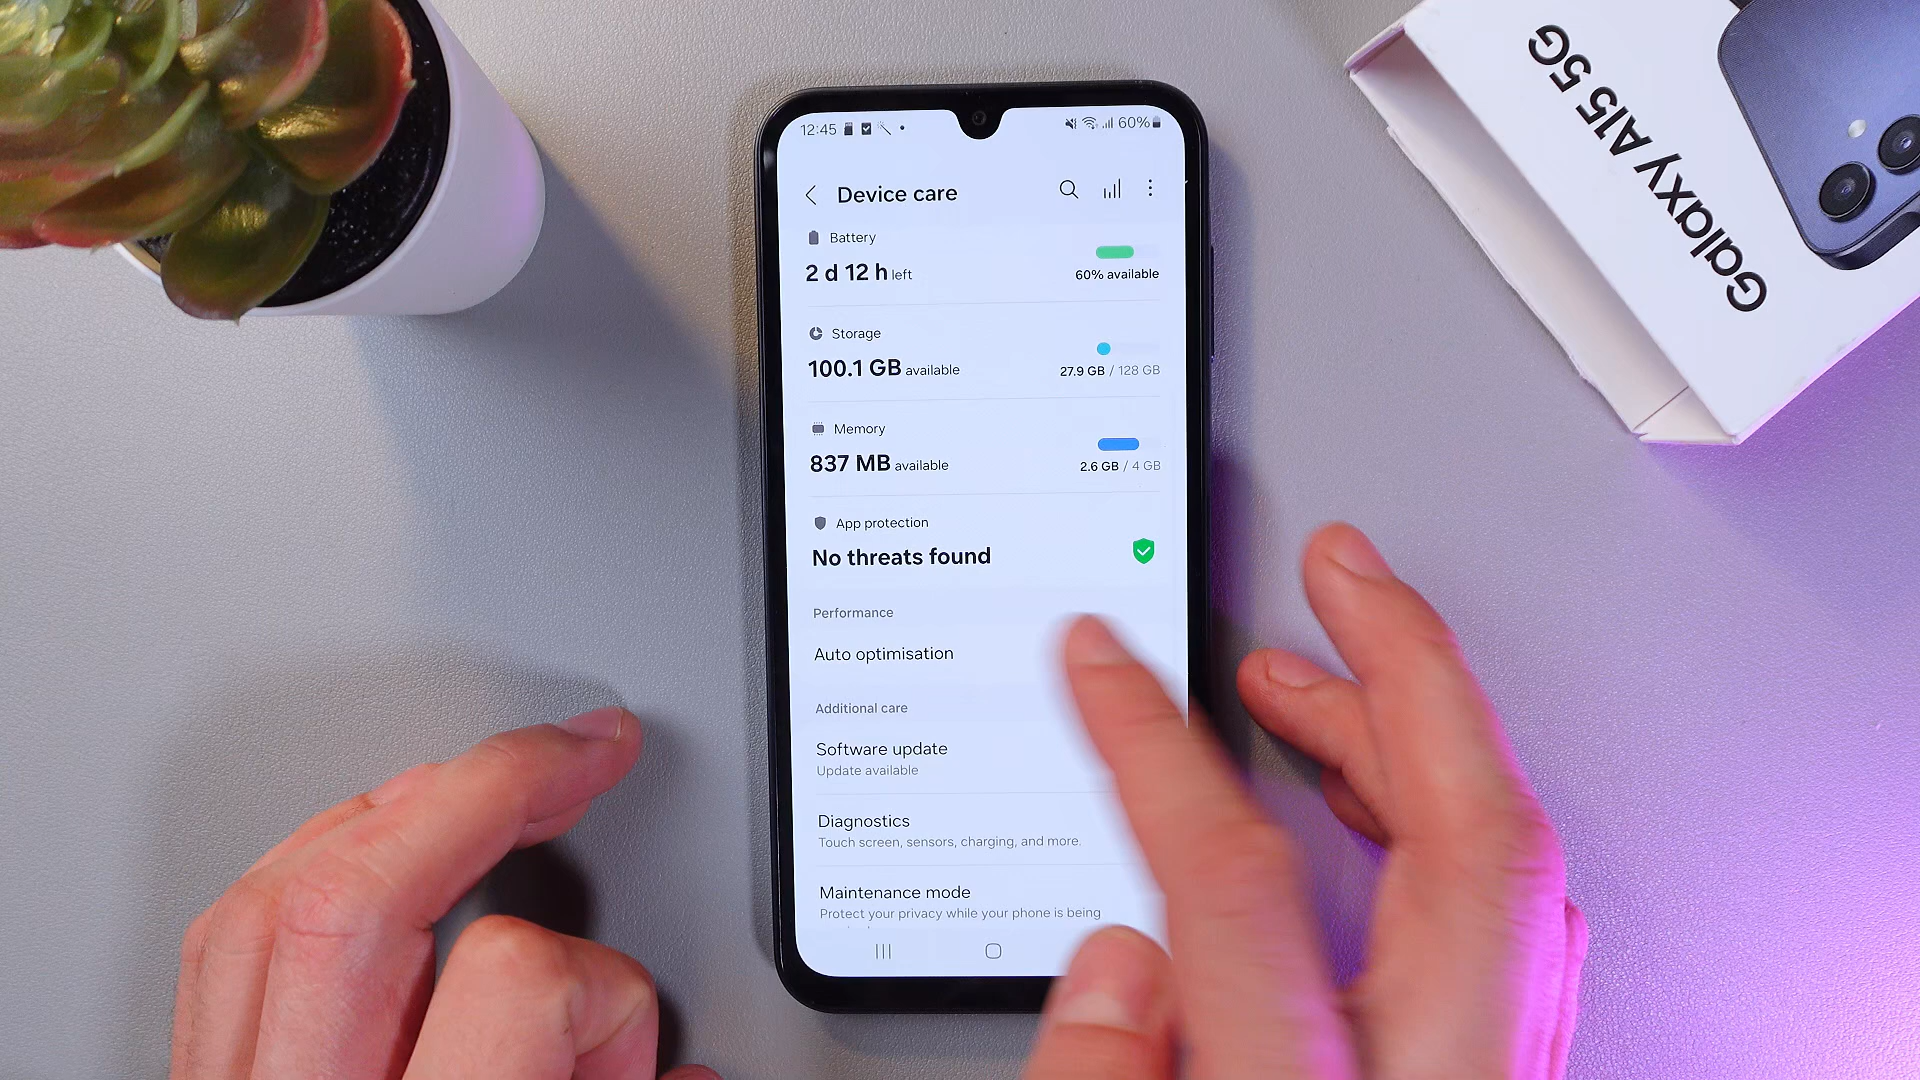 Galaxy A15 5G
12:45 60%
Device care
Battery
2 d 12 h left
60% available
Storage
100.1 GB available
27.9 GB / 128 GB
Memory
837 MB available
2.6 GB / 4 GB
App protection
No threats found
Performance
Auto optimisation
Additional care
Software update
Update available
Diagnostics
Touch screen, sensors, charging, and more.
Maintenance mode
Protect your privacy while your phone is being